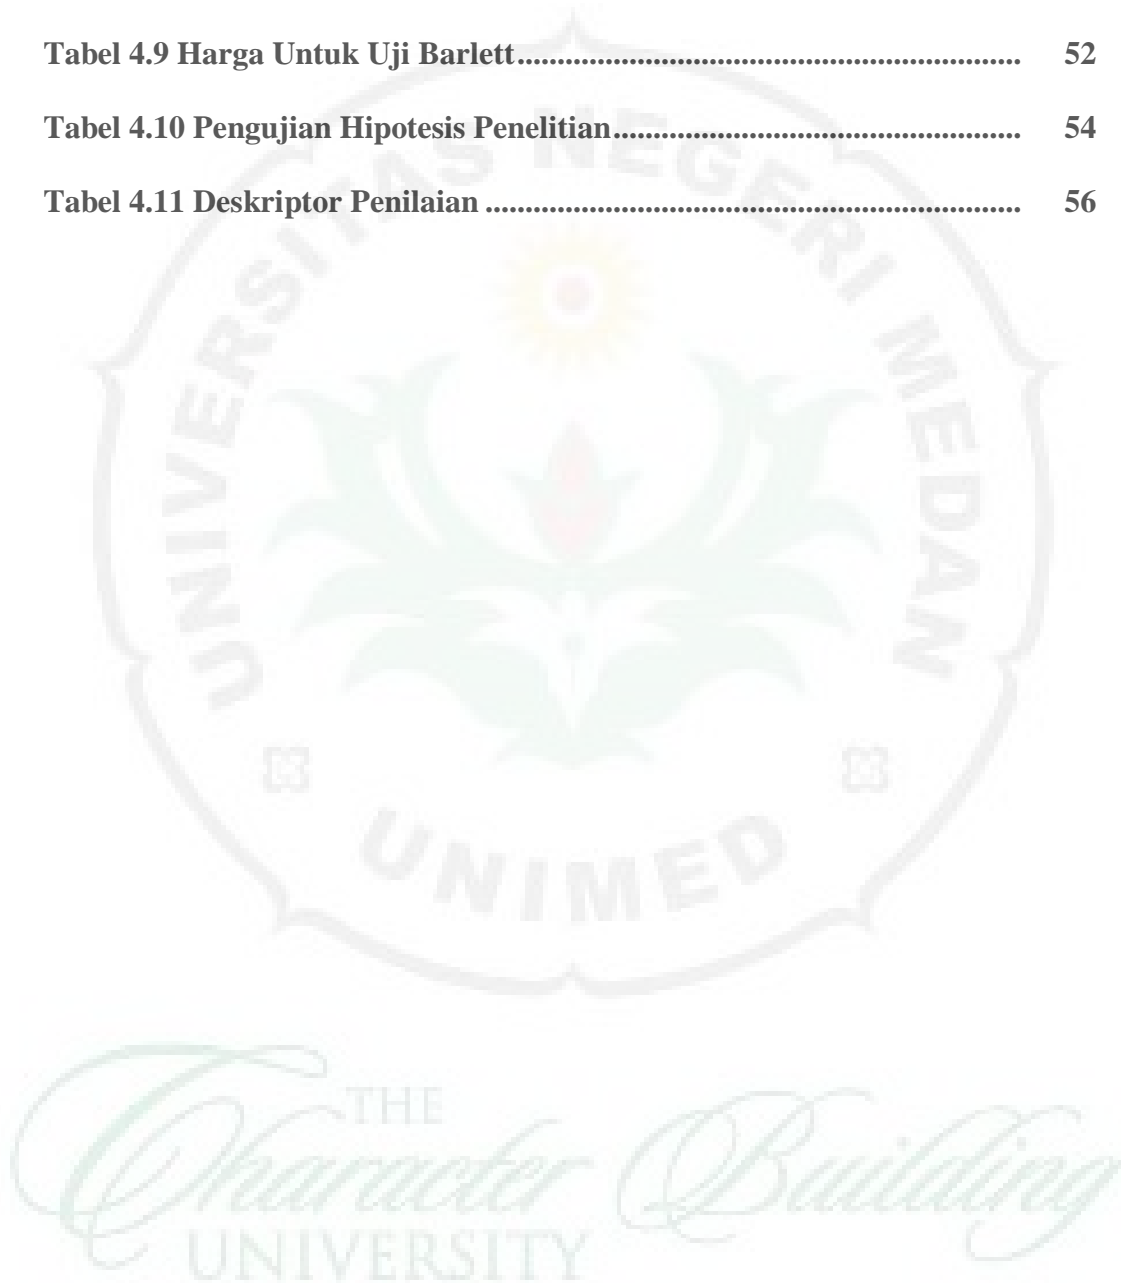 Tabel 4.9 Harga Untuk Uji Barlett............................................................... 52
Tabel 4.10 Pengujian Hipotesis Penelitian................................................... 54
Tabel 4.11 Deskriptor Penilaian ................................................................... 56
UNIVERSITAS NEGERI MEDAN
UNIMED
THE
Character Building
UNIVERSITY